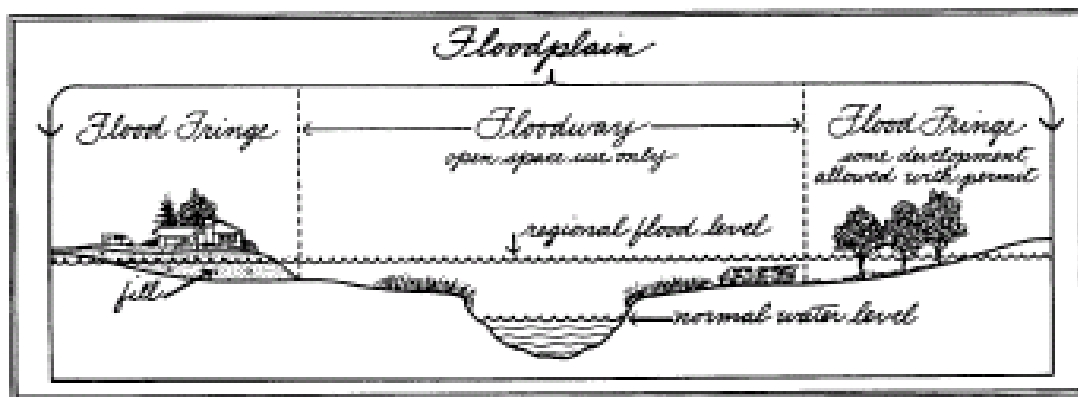 Floodplain
Flood Fringe
Floodway
open space use only
Flood Fringe
some development
allowed with permit
regional flood level
fill
normal water level